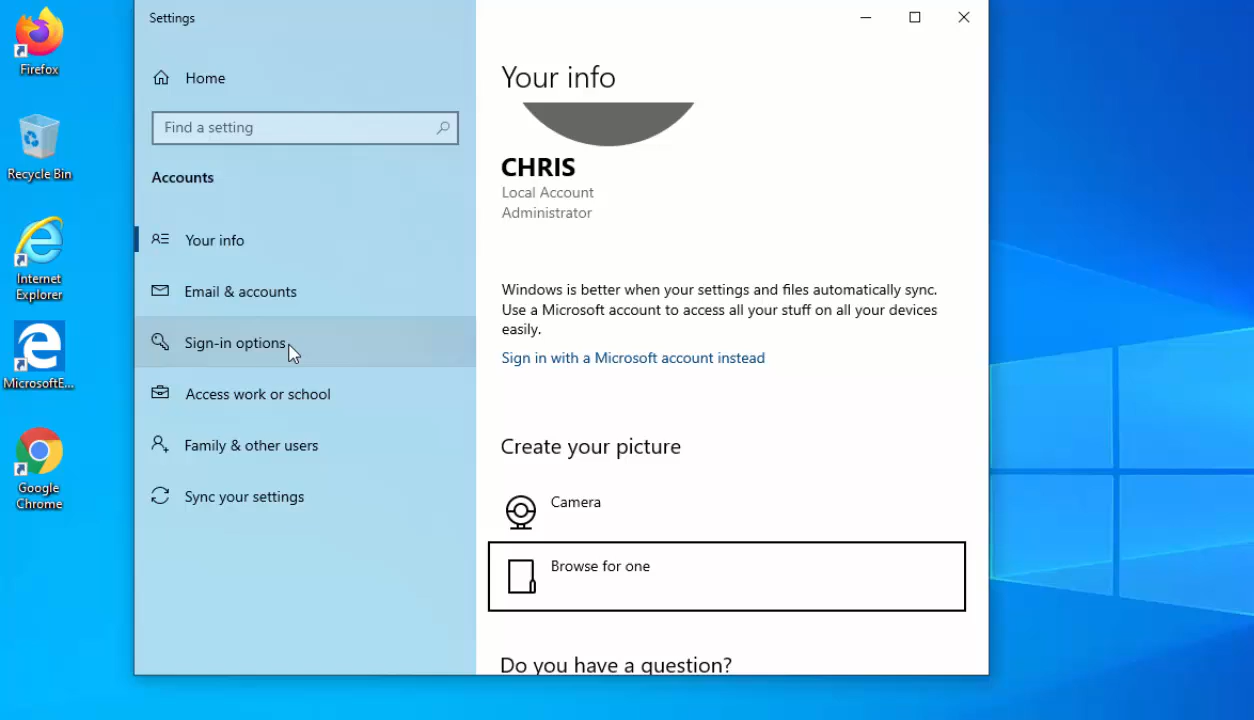 Firefox
Recycle Bin
Internet
Explorer
MicrosoftE...
Google
Chrome
Settings
Home
Find a setting
Accounts
Your info
Email & accounts
Sign-in options
Access work or school
Family & other users
Sync your settings
Your info
CHRIS
Local Account
Administrator
Windows is better when your settings and files automatically sync.
Use a Microsoft account to access all your stuff on all your devices
easily.
Sign in with a Microsoft account instead
Create your picture
Camera
Browse for one
Do you have a question?